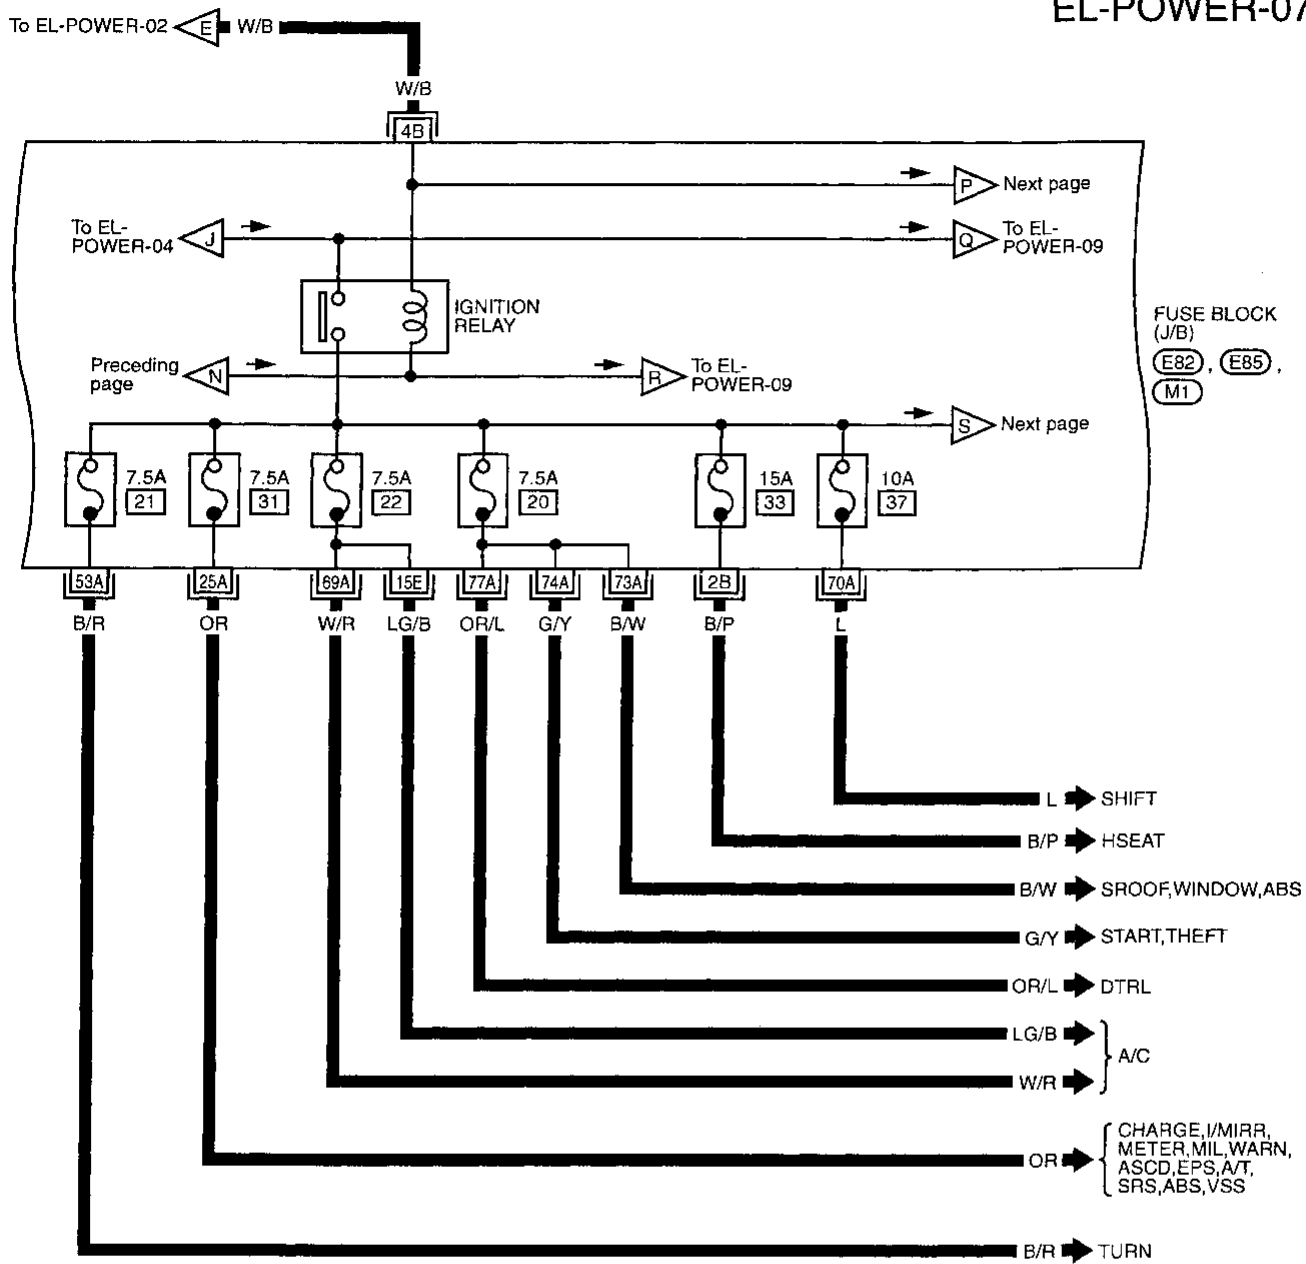 EL-POWER-07
To EL-POWER-02 E W/B
W/B
4B
P Next page
To EL-
POWER-04 J
Q To EL-
POWER-09
IGNITION
RELAY
FUSE BLOCK
(J/B)
E82, E85,
M1
Preceding
page N
R To EL-
POWER-09
S Next page
7.5A 7.5A 7.5A 7.5A 15A 10A
21 31 22 20 33 37
53A 25A 69A 15E 77A 74A 73A 2B 70A
B/R OR W/R LG/B OR/L G/Y B/W B/P L
L SHIFT
B/P HSEAT
B/W SROOF,WINDOW,ABS
G/Y START,THEFT
OR/L DTRL
LG/B
A/C
W/R
CHARGE,I/MIRR,
METER,MIL,WARN,
OR
ASCD,EPS,A/T,
SRS,ABS,VSS
B/R TURN